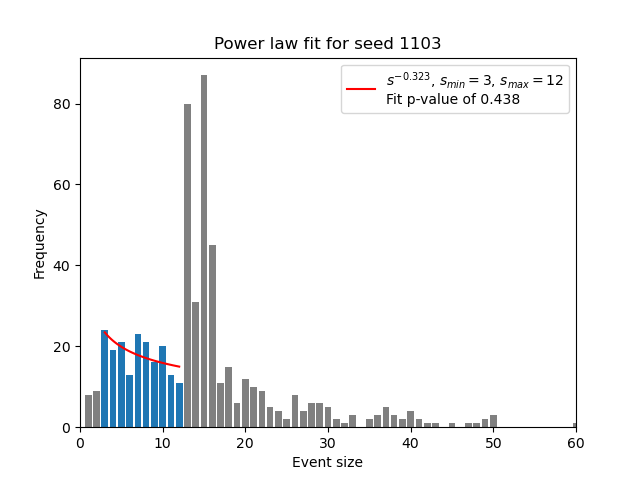 Power law fit for seed 1103
s^{-0.323}, s_{min} = 3, s_{max} = 12
Fit p-value of 0.438
Frequency
80
60
40
20
0
0 10 20 30 40 50 60
Event size